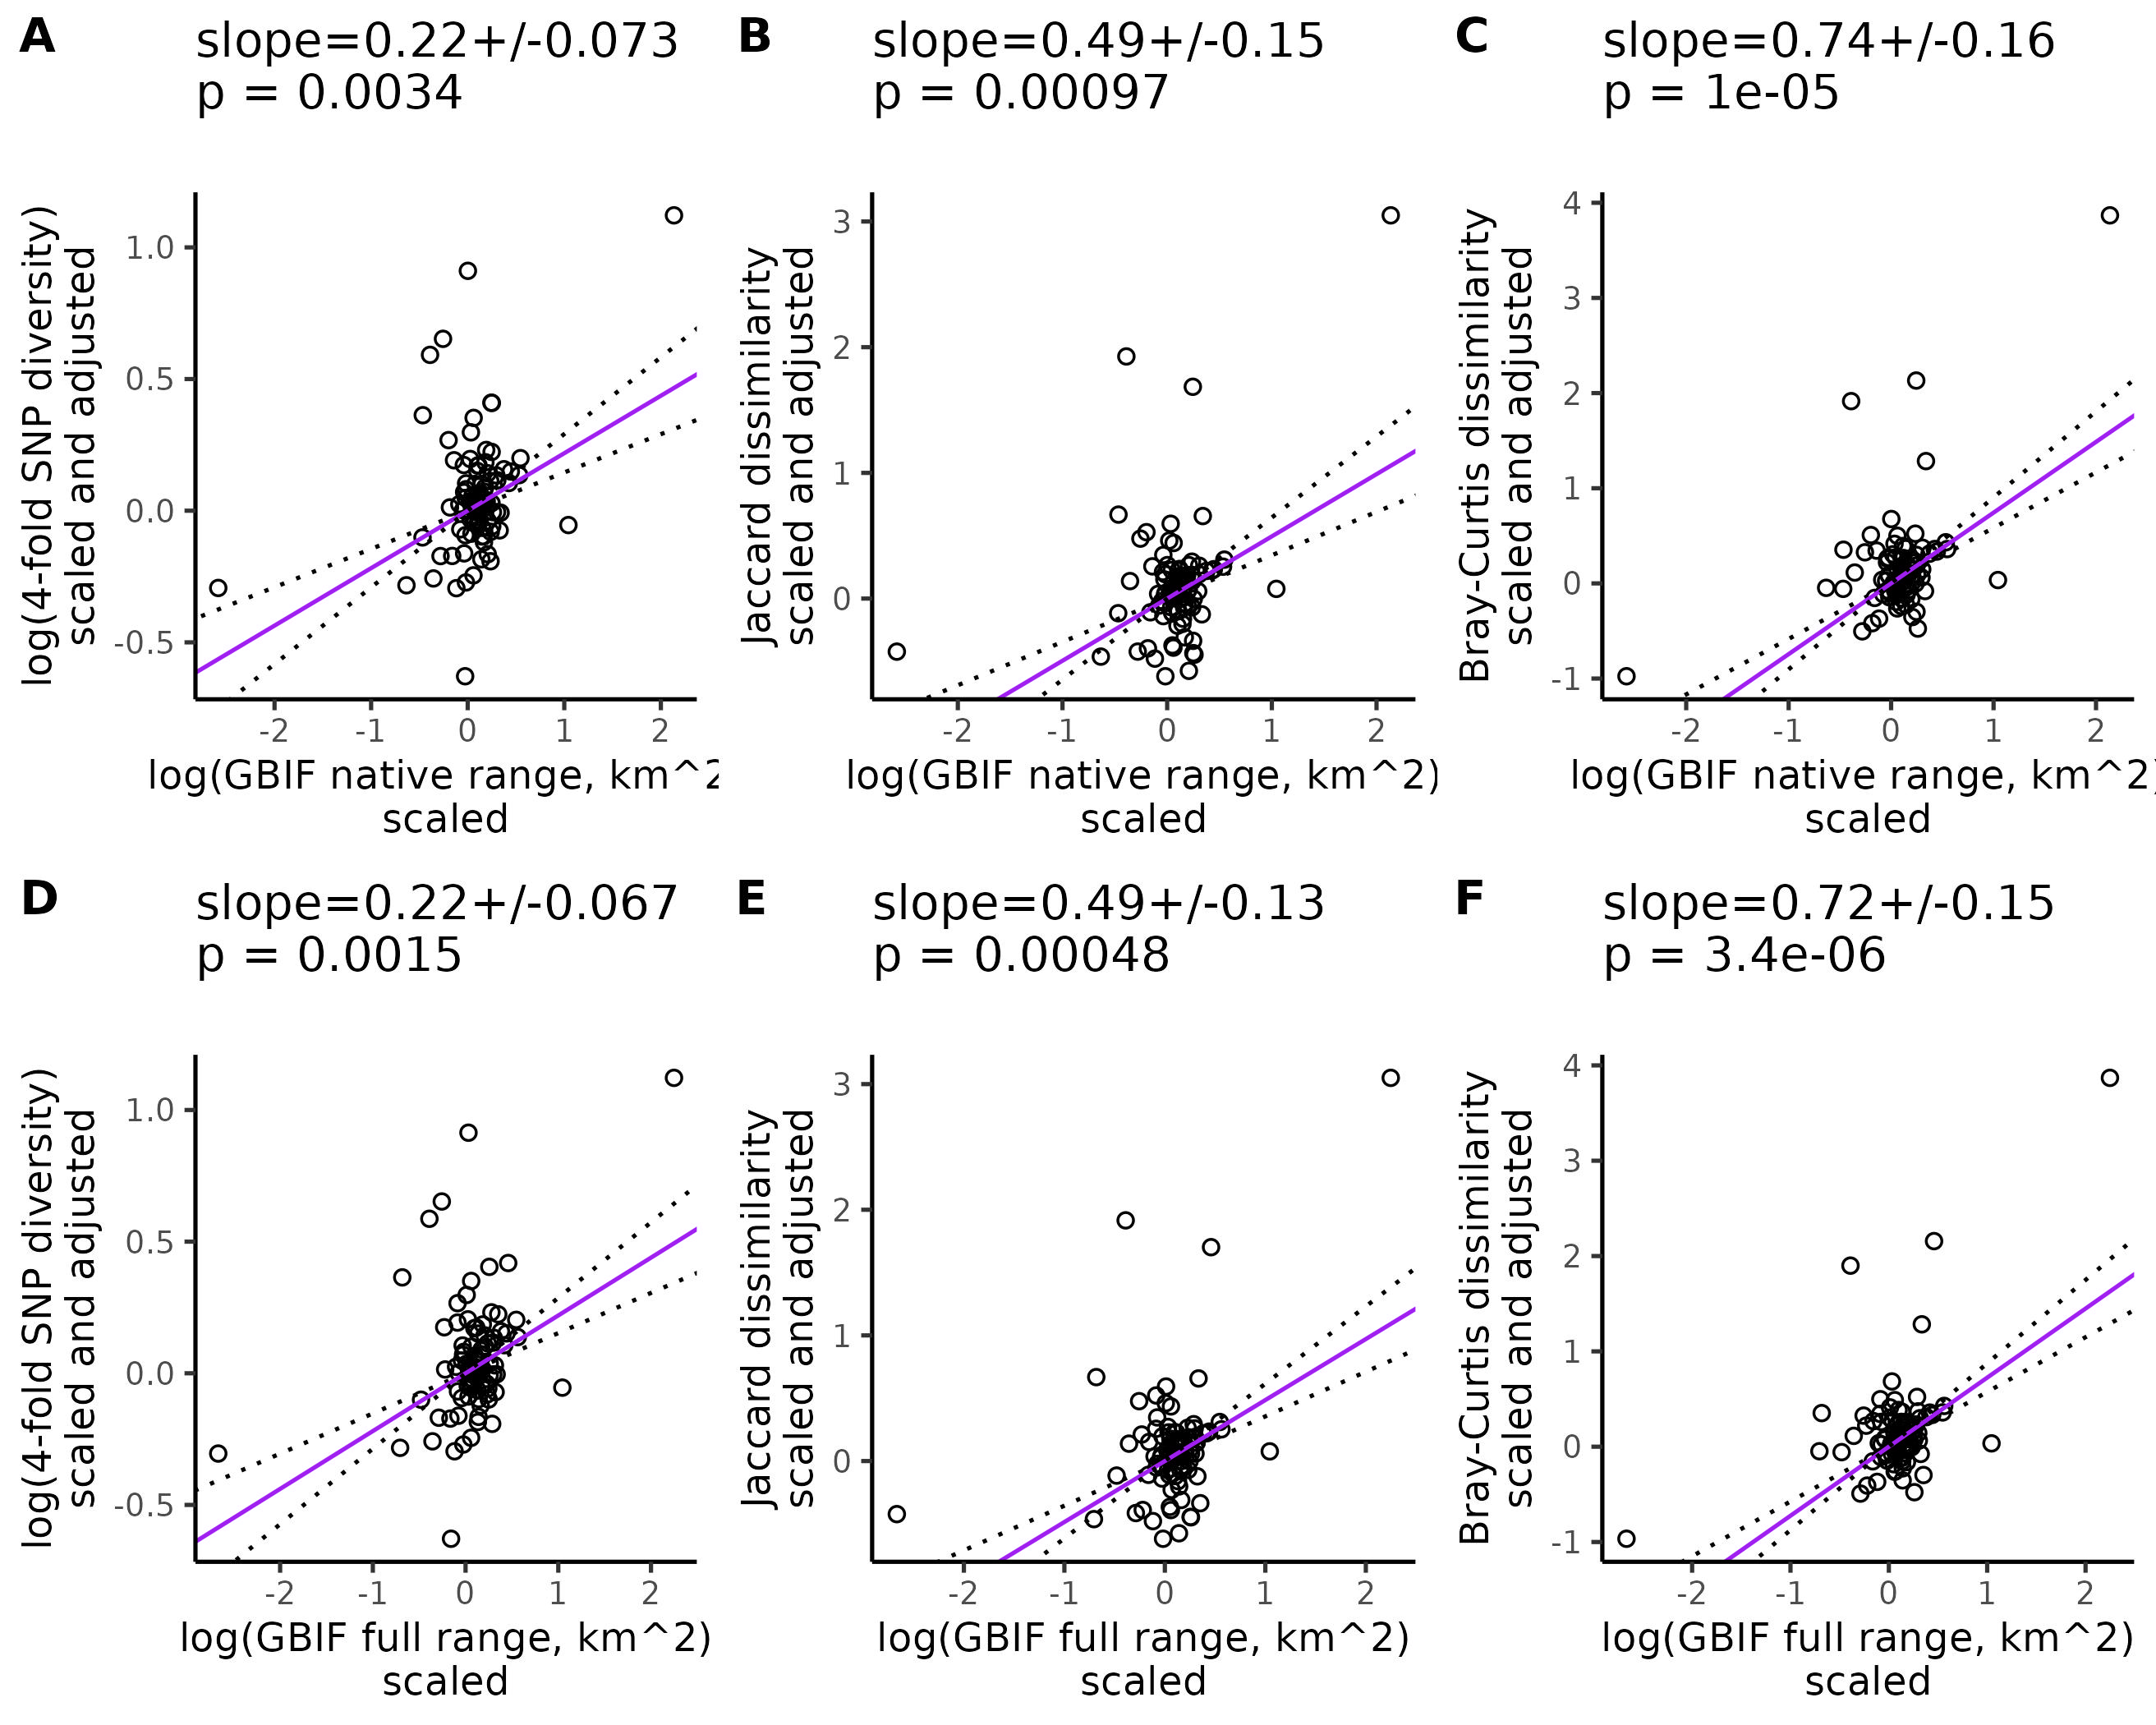 A
slope=0.22+/-0.073
p = 0.0034
log(4-fold SNP diversity)
scaled and adjusted
1.0
0.5
0.0
-0.5
-2 -1 0 1 2
log(GBIF native range, km^2
scaled
B
slope=0.49+/-0.15
p = 0.00097
Jaccard dissimilarity
scaled and adjusted
3
2
1
0
-2 -1 0 1 2
log(GBIF native range, km^2)
scaled
C
slope=0.74+/-0.16
p = 1e-05
Bray-Curtis dissimilarity
scaled and adjusted
4
3
2
1
0
-1
-2 -1 0 1 2
log(GBIF native range, km^2)
scaled
D
slope=0.22+/-0.067
p = 0.0015
log(4-fold SNP diversity)
scaled and adjusted
1.0
0.5
0.0
-0.5
-2 -1 0 1 2
log(GBIF full range, km^2)
scaled
E
slope=0.49+/-0.13
p = 0.00048
Jaccard dissimilarity
scaled and adjusted
3
2
1
0
-2 -1 0 1 2
log(GBIF full range, km^2)
scaled
F
slope=0.72+/-0.15
p = 3.4e-06
Bray-Curtis dissimilarity
scaled and adjusted
4
3
2
1
0
-1
-2 -1 0 1 2
log(GBIF full range, km^2)
scaled